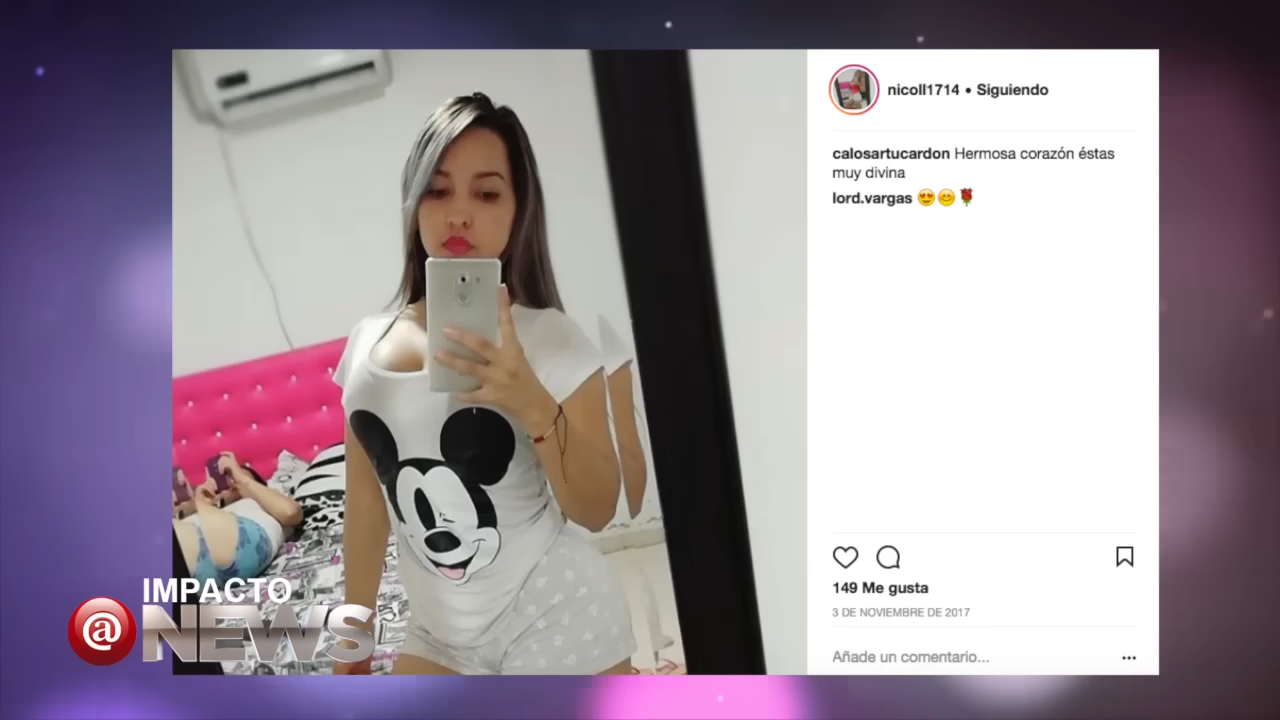 nicoll1714 • Siguiendo
calosartucardon Hermosa corazón éstas
muy divina
lord.vargas 😍😊🌹
149 Me gusta
3 DE NOVIEMBRE DE 2017
Añade un comentario...
IMPACTO
@NEWS